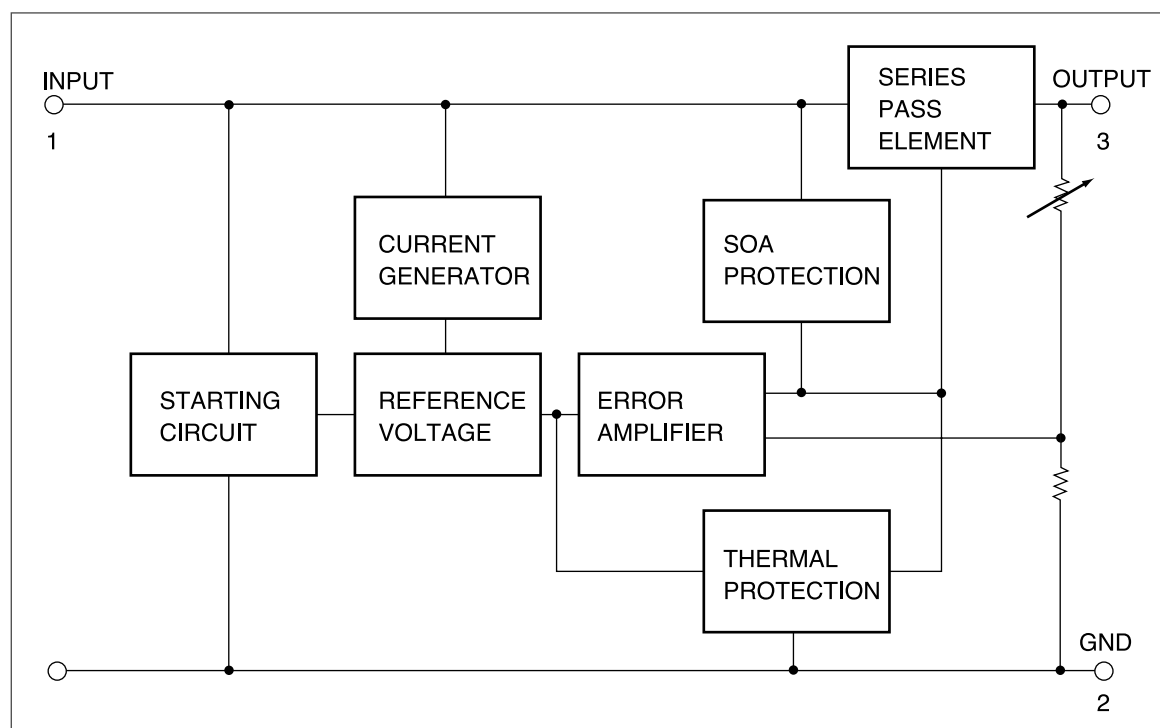 SERIES
PASS
ELEMENT
INPUT
1
OUTPUT
3
CURRENT
GENERATOR
SOA
PROTECTION
STARTING
CIRCUIT
REFERENCE
VOLTAGE
ERROR
AMPLIFIER
THERMAL
PROTECTION
GND
2